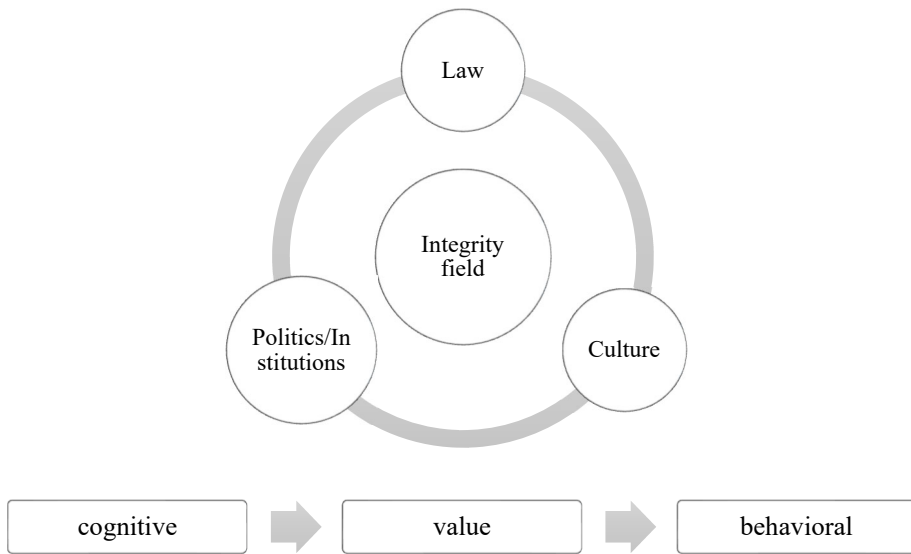 Law
Integrity
field
Politics/In
stitutions
Culture
cognitive
value
behavioral